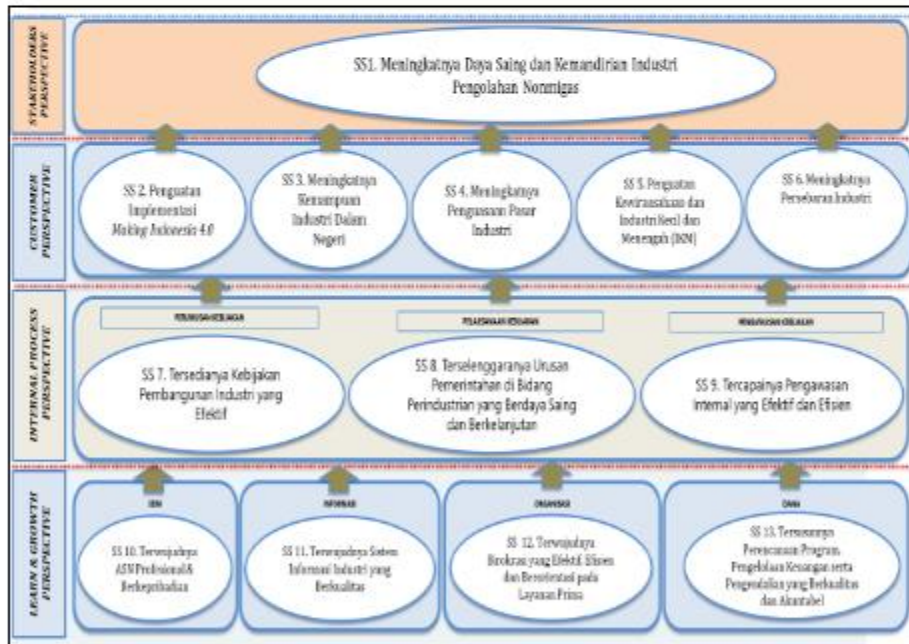 STAKEHOLDERS
PERSPECTIVE
SS1. Meningkatnya Daya Saing dan Kemandirian Industri
Pengolahan Nonmigas
CUSTOMER
PERSPECTIVE
SS 2. Penguatan
Implementasi
Making Indonesia 4.0
SS 3. Meningkatnya
Kemampuan
Industri Dalam
Negeri
SS 4. Meningkatnya
Penguasaan Pasar
Industri
SS 5. Penguatan
Kewirausahaan dan
Industri Kecil dan
Menengah (IKM)
SS 6. Meningkatnya
Persebaran Industri
INTERNAL PROCESS
PERSPECTIVE
PERUMUSAN KEBIJAKAN
SS 7. Tersedianya Kebijakan
Pembangunan Industri yang
Efektif
PELAKSANAAN KEBIJAKAN
SS 8. Terselenggaranya Urusan
Pemerintahan di Bidang
Perindustrian yang Berdaya Saing
dan Berkelanjutan
KEBIJAKAN
SS 9. Tercapainya Pengawasan
Internal yang Efektif dan Efisien
LEARN & GROWTH
PERSPECTIVE
SDM
SS 10. Terwujudnya
ASN Profesional &
Berkepribadian
INFORMASI
SS 11. Terwujudnya Sistem
Informasi Industri yang
Berkualitas
ORGANISASI
SS 12. Terwujudnya
Birokrasi yang Efektif, Efisien
dan Berorientasi pada
Layanan Prima
DANA
SS 13. Tersusunnya
Perencanaan Program,
Pengelolaan Keuangan serta
Pengendalian yang Berkualitas
dan Akuntabel